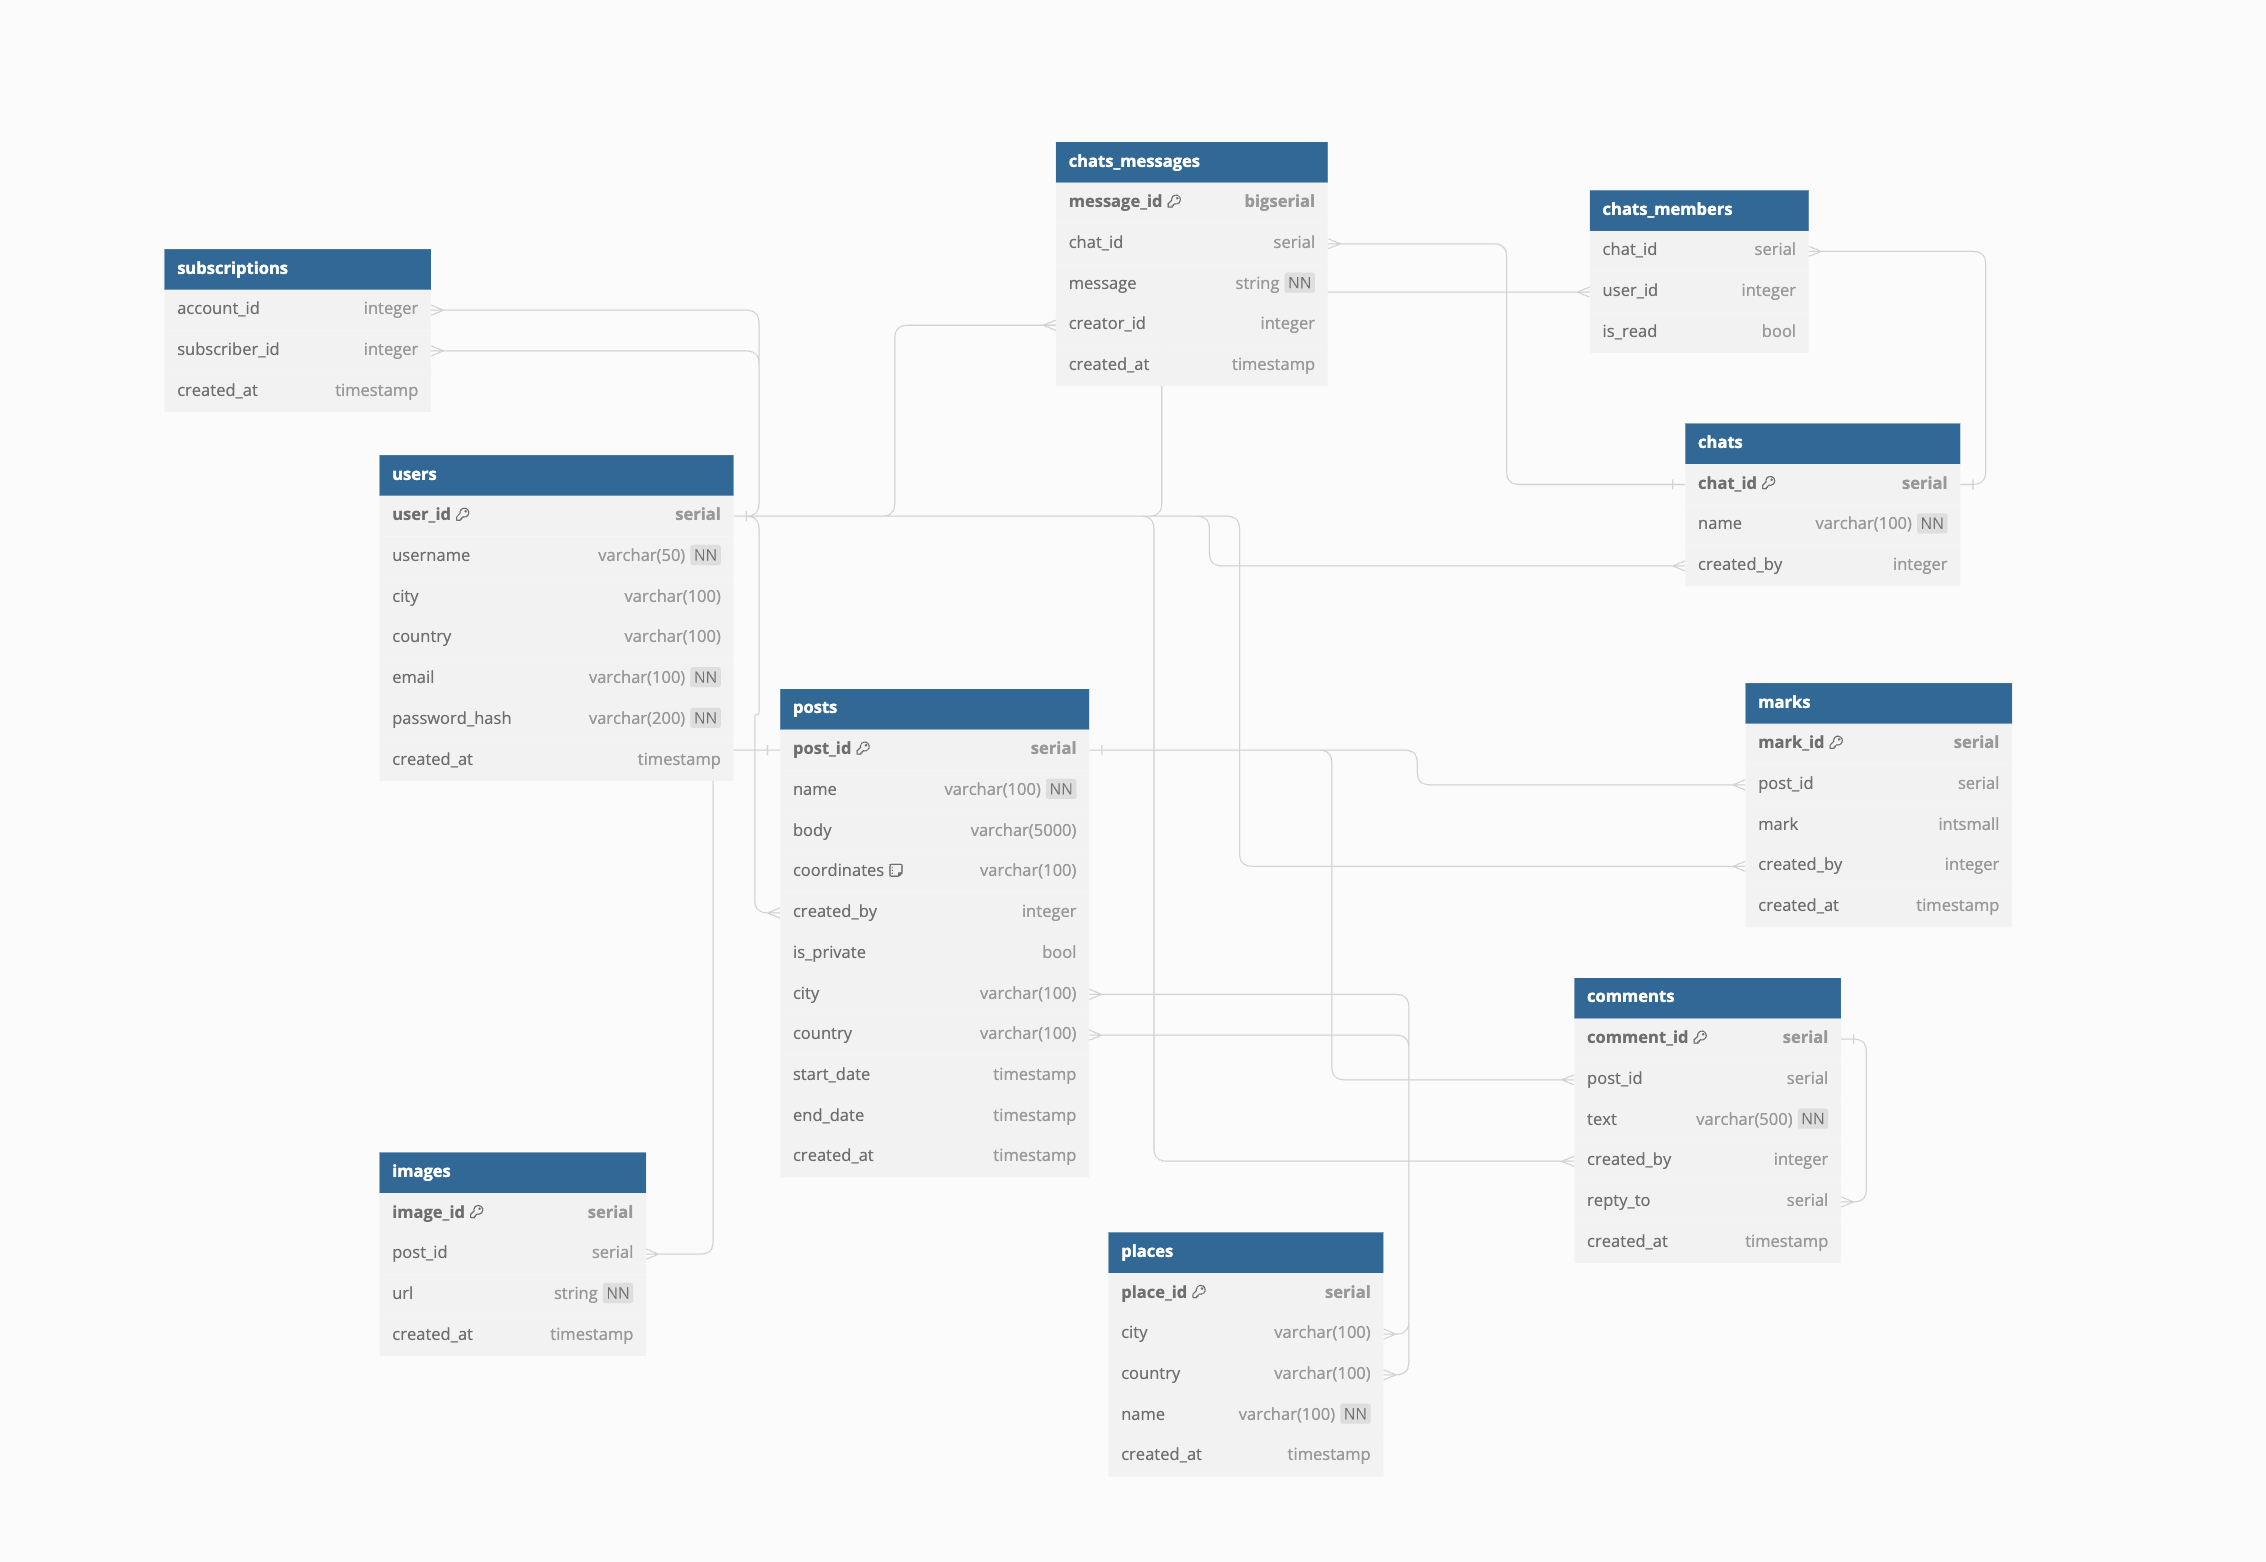 chats_messages
message_id bigserial
chat_id serial
message string NN
creator_id integer
created_at timestamp
chats_members
chat_id serial
user_id integer
is_read bool
subscriptions
account_id integer
subscriber_id integer
created_at timestamp
chats
chat_id serial
name varchar(100) NN
created_by integer
users
user_id serial
username varchar(50) NN
city varchar(100)
country varchar(100)
email varchar(100) NN
password_hash varchar(200) NN
created_at timestamp
posts
post_id serial
name varchar(100) NN
body varchar(5000)
coordinates varchar(100)
created_by integer
is_private bool
city varchar(100)
country varchar(100)
start_date timestamp
end_date timestamp
created_at timestamp
marks
mark_id serial
post_id serial
mark intsmall
created_by integer
created_at timestamp
comments
comment_id serial
post_id serial
text varchar(500) NN
created_by integer
repty_to serial
created_at timestamp
images
image_id serial
post_id serial
url string NN
created_at timestamp
places
place_id serial
city varchar(100)
country varchar(100)
name varchar(100) NN
created_at timestamp